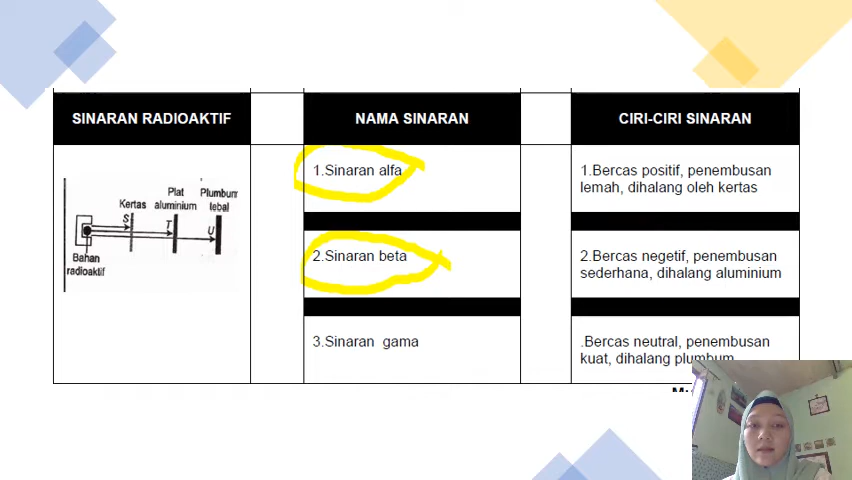 SINARAN RADIOAKTIF
NAMA SINARAN
CIRI-CIRI SINARAN
Kertas
Plat
aluminium
Plumbum
tebal
S
T
U
Bahan
radioaktif
1.Sinaran alfa
1.Bercas positif, penembusan
lemah, dihalang oleh kertas
2.Sinaran beta
2.Bercas negetif, penembusan
sederhana, dihalang aluminium
3.Sinaran gama
.Bercas neutral, penembusan
kuat, dihalang plumbum